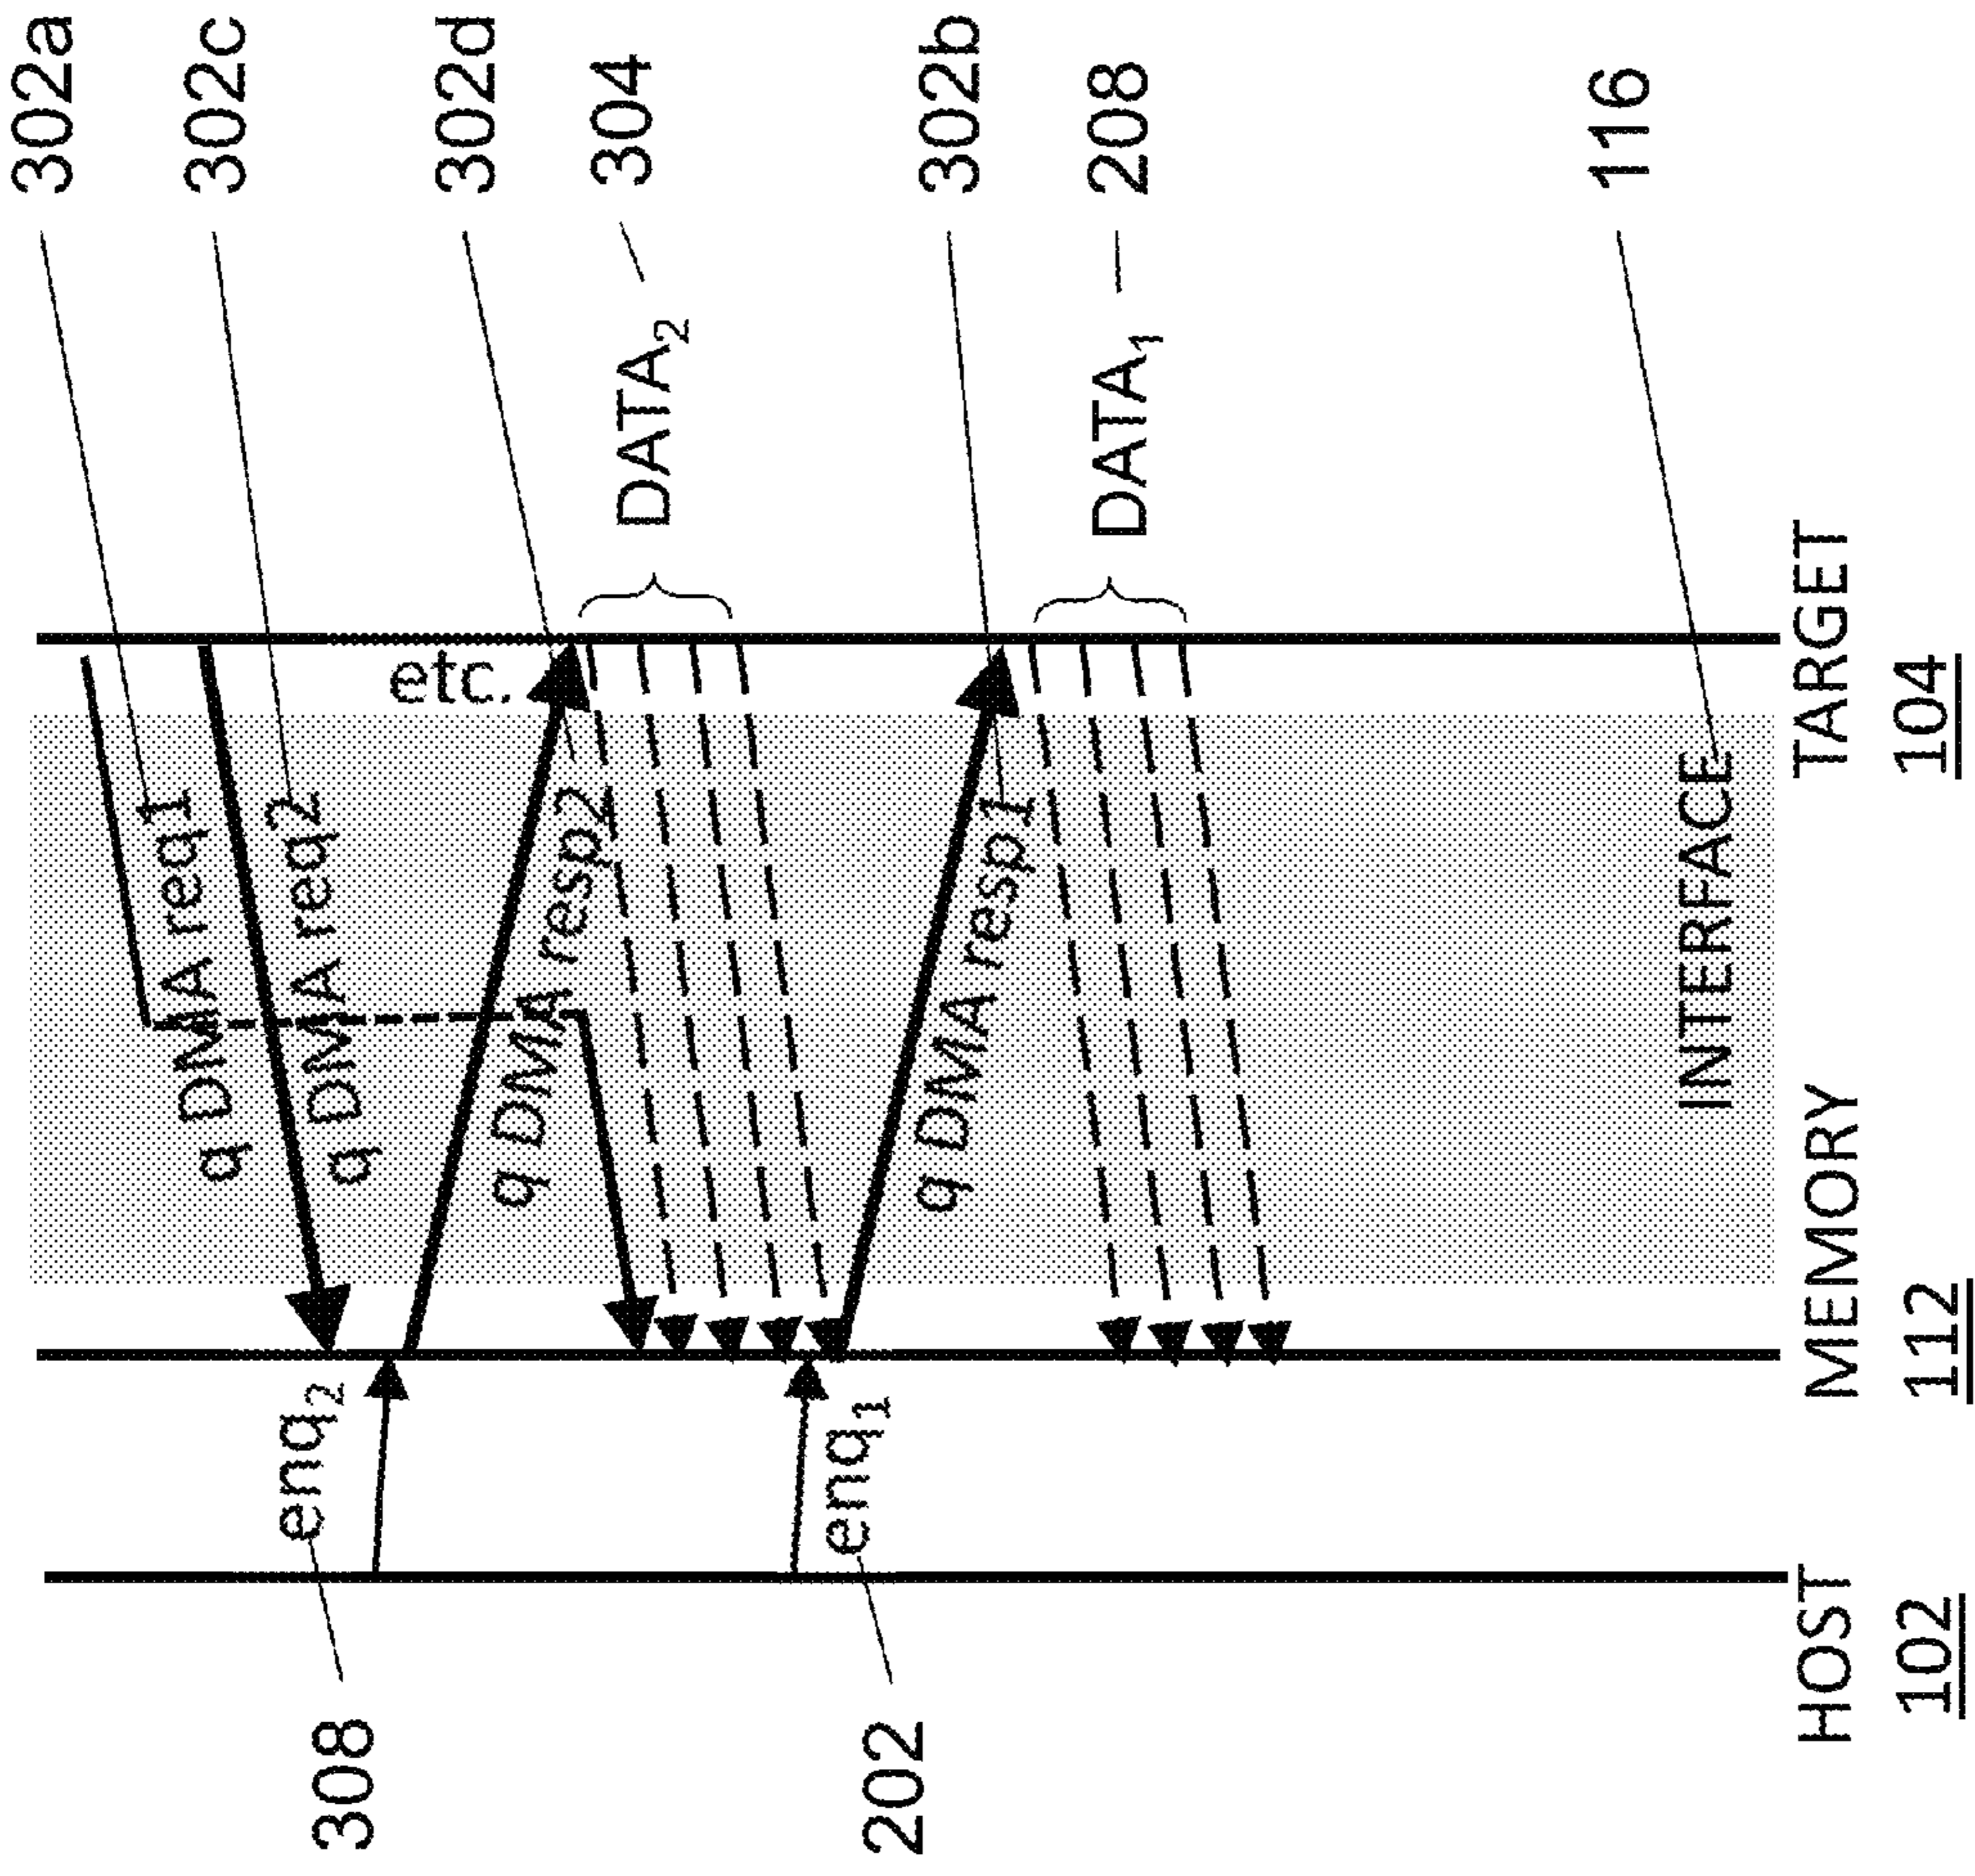 302a
302c
302d
304
302b
208
116
DATA2
DATA1
etc.
q DMA req1
q DMA req2
q DMA resp2
q DMA resp1
INTERFACE
enq2
enq1
308
202
TARGET
104
MEMORY
112
HOST
102